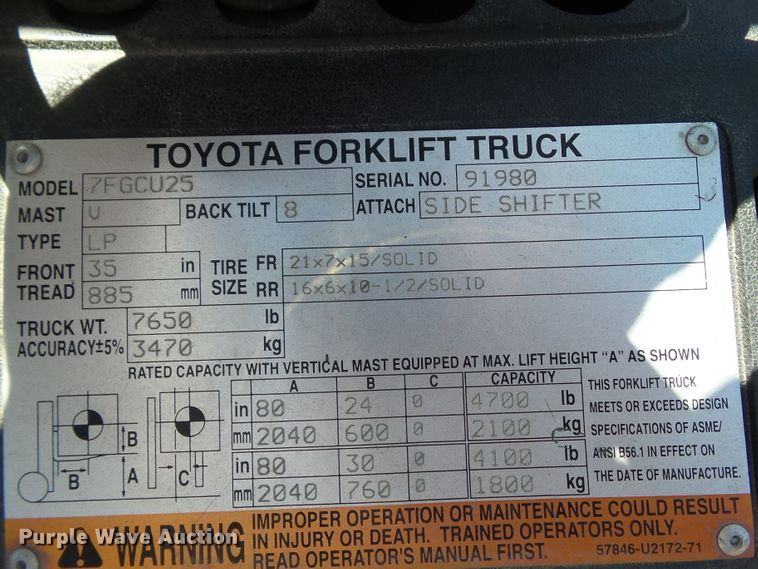 TOYOTA FORKLIFT TRUCK
MODEL 7FGCU25 SERIAL NO. 91980
MAST V BACK TILT 8 ATTACH SIDE SHIFTER
TYPE LP
FRONT TREAD 35 in 885 mm
TIRE SIZE FR 21x7x15/SOLID
RR 16x6x10-1/2/SOLID
TRUCK WT. 7650 lb
ACCURACY±5% 3470 kg
RATED CAPACITY WITH VERTICAL MAST EQUIPPED AT MAX. LIFT HEIGHT "A" AS SHOWN
A B C CAPACITY
in 80 24 0 4700 lb
mm 2040 600 0 2100 kg
in 80 30 0 4100 lb
mm 2040 760 0 1800 kg
B
B A C
THIS FORKLIFT TRUCK
MEETS OR EXCEEDS DESIGN
SPECIFICATIONS OF ASME/
ANSI B56.1 IN EFFECT ON
THE DATE OF MANUFACTURE.
WARNING
IMPROPER OPERATION OR MAINTENANCE COULD RESULT
IN INJURY OR DEATH. TRAINED OPERATORS ONLY.
READ OPERATOR'S MANUAL FIRST. 57846-U2172-71
Purple Wave Auction